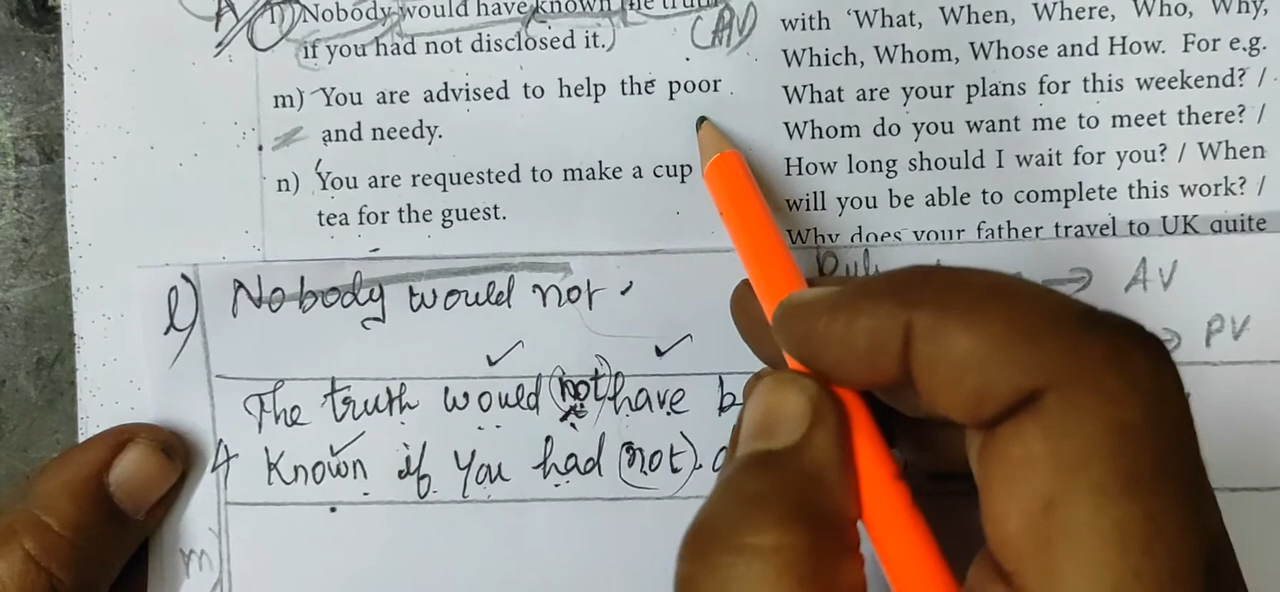 1) Nobody would have known the truth
if you had not disclosed it.
(AV)
m) You are advised to help the poor
and needy.
n) You are requested to make a cup
tea for the guest.
with 'What, When, Where, Who, Why,
Which, Whom, Whose and How. For e.g.
What are your plans for this weekend? /
Whom do you want me to meet there? /
How long should I wait for you? / When
will you be able to complete this work? /
Why does your father travel to UK quite
l) Nobody would not
The truth would (not) have
Known if you had (not).
m)
→ AV
PV